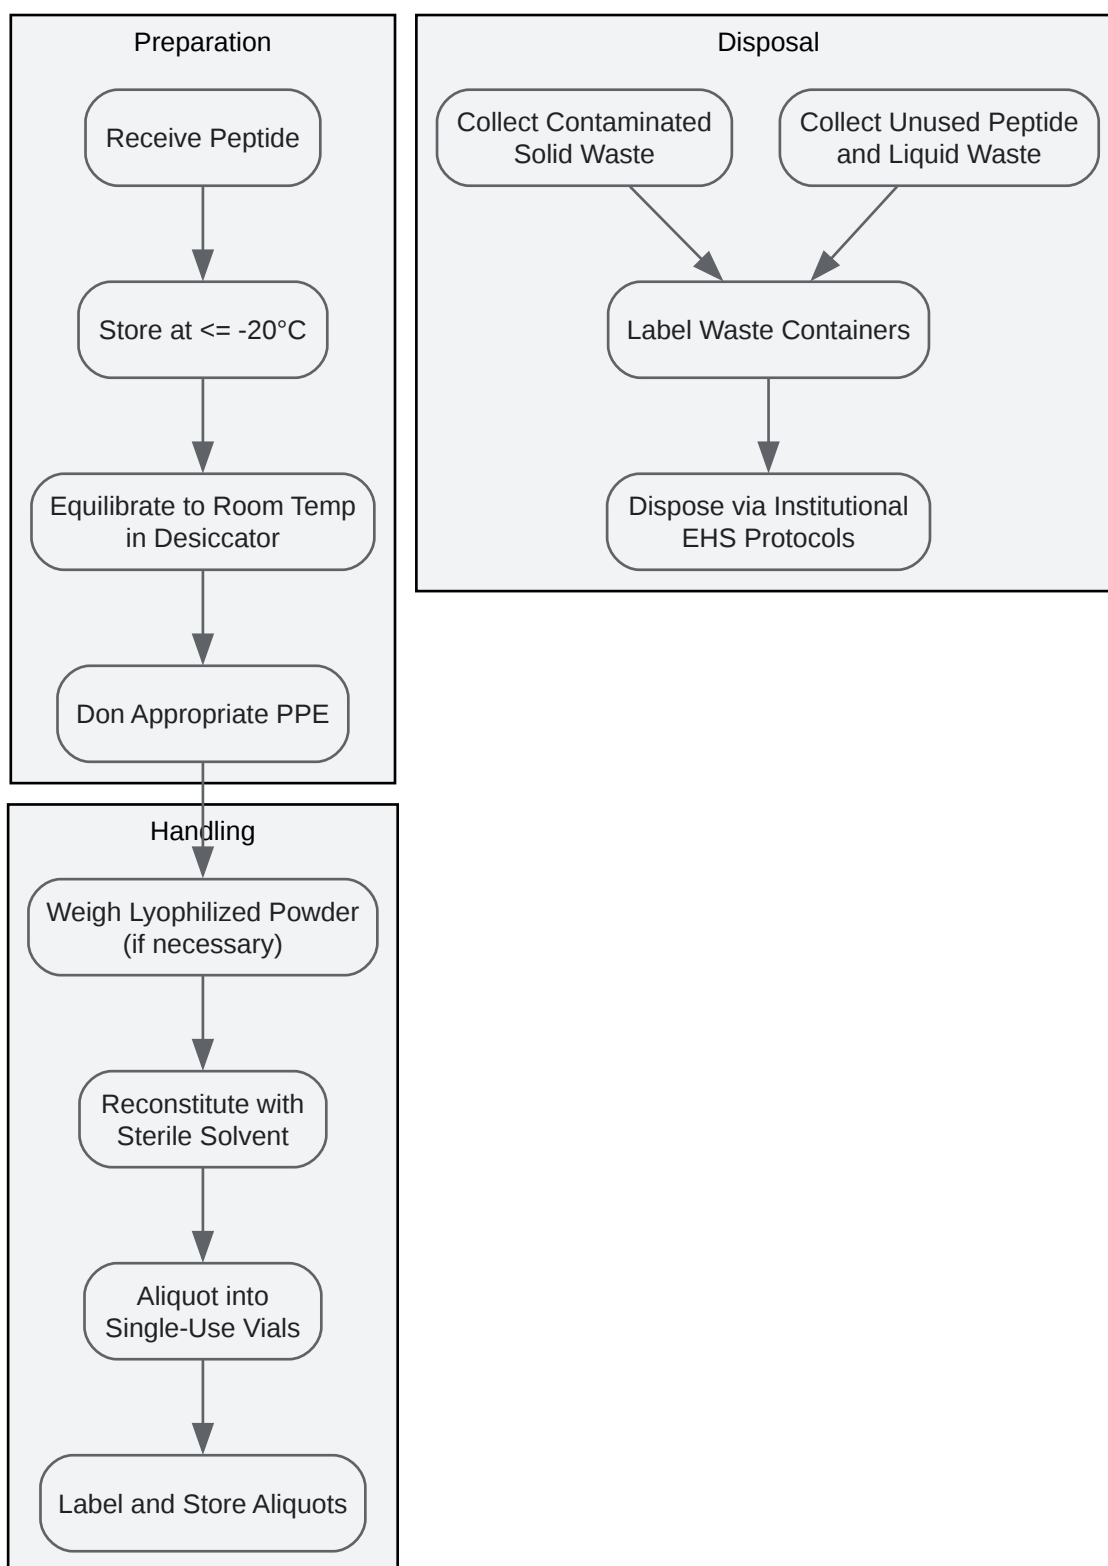 Preparation
Receive Peptide
Store at <= -20°C
Equilibrate to Room Temp
in Desiccator
Don Appropriate PPE
Handling
Weigh Lyophilized Powder
(if necessary)
Reconstitute with
Sterile Solvent
Aliquot into
Single-Use Vials
Label and Store Aliquots
Disposal
Collect Contaminated
Solid Waste
Collect Unused Peptide
and Liquid Waste
Label Waste Containers
Dispose via Institutional
EHS Protocols